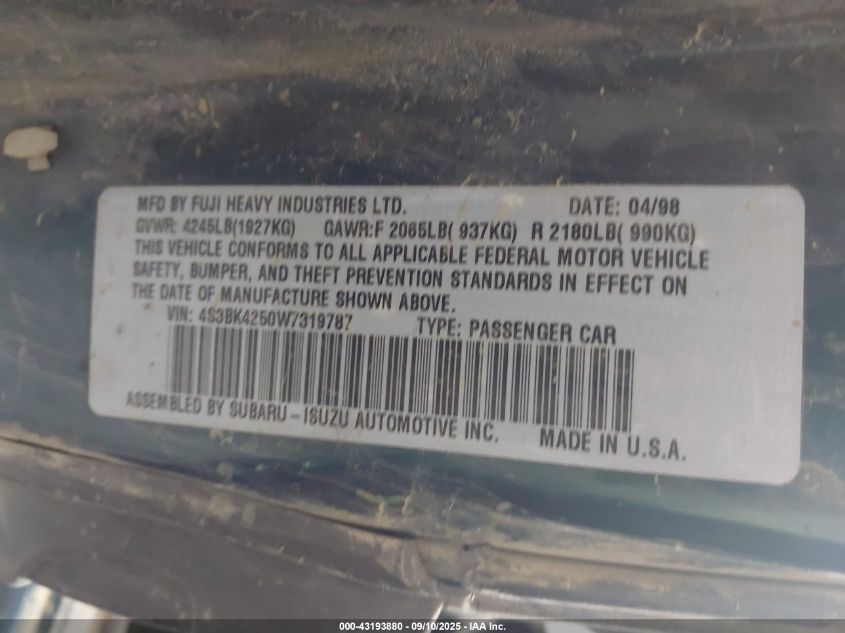 MFD BY FUJI HEAVY INDUSTRIES LTD. DATE: 04/98
GVWR: 4245LB(1927KG) GAWR:F 2065LB( 937KG) R 2180LB( 990KG)
THIS VEHICLE CONFORMS TO ALL APPLICABLE FEDERAL MOTOR VEHICLE
SAFETY, BUMPER, AND THEFT PREVENTION STANDARDS IN EFFECT ON
THE DATE OF MANUFACTURE SHOWN ABOVE.
VIN: 4S3BK4250W7319787 TYPE: PASSENGER CAR
ASSEMBLED BY SUBARU-ISUZU AUTOMOTIVE INC. MADE IN U.S.A.
000-43193880 - 09/10/2025 - IAA Inc.